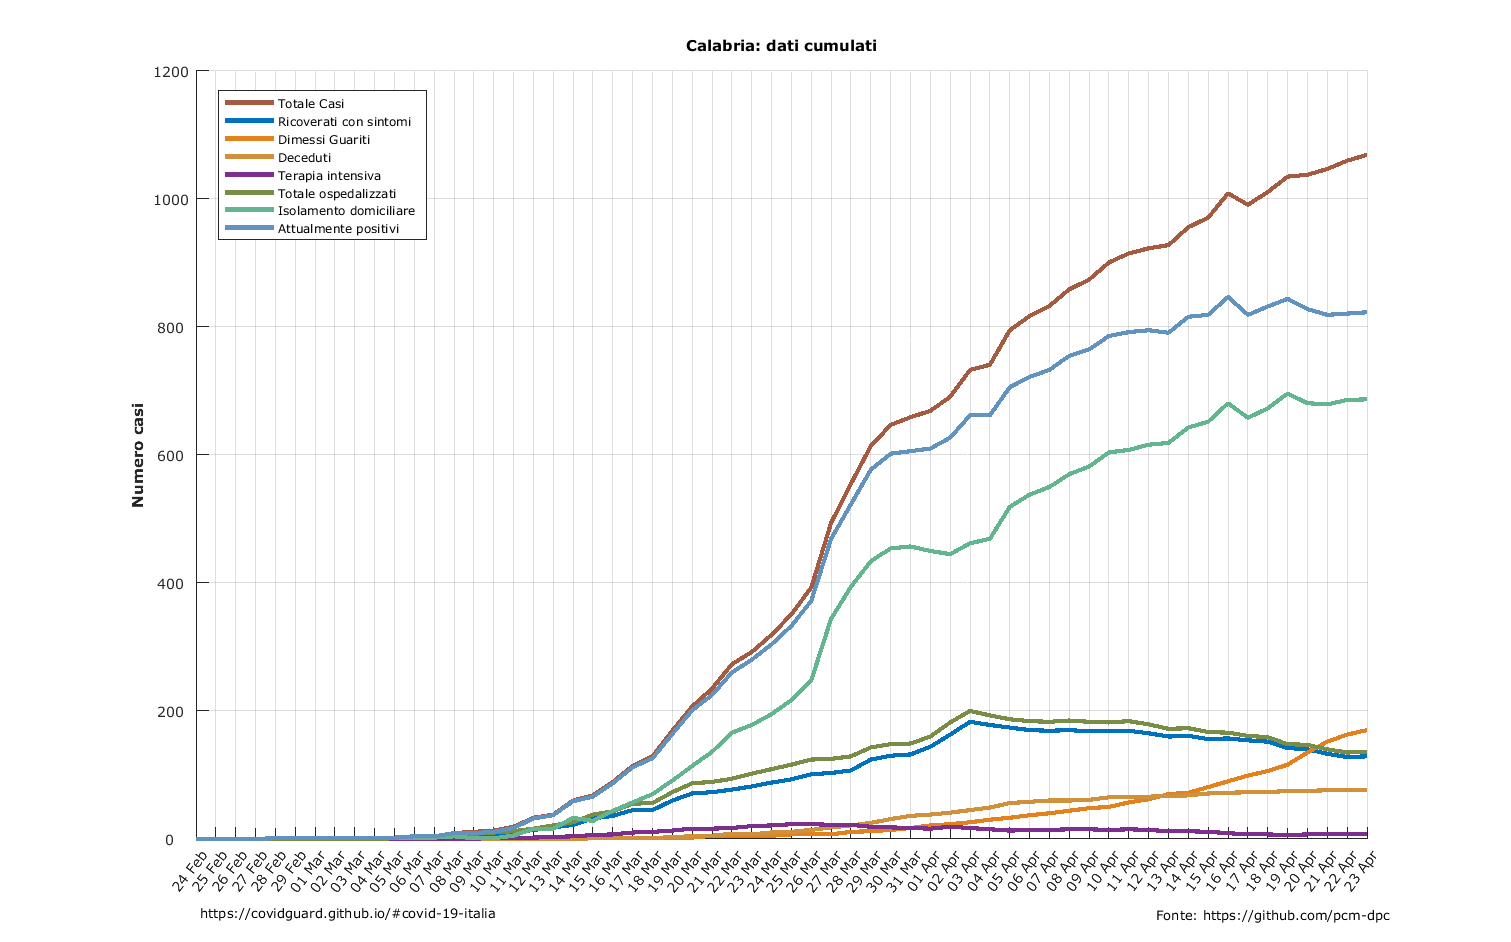 Calabria: dati cumulati
1200
1000
800
600
400
200
0
Numero casi
Totale Casi
Ricoverati con sintomi
Dimessi Guariti
Deceduti
Terapia intensiva
Totale ospedalizzati
Isolamento domiciliare
Attualmente positivi
24 Feb
25 Feb
26 Feb
27 Feb
28 Feb
29 Feb
01 Mar
02 Mar
03 Mar
04 Mar
05 Mar
06 Mar
07 Mar
08 Mar
09 Mar
10 Mar
11 Mar
12 Mar
13 Mar
14 Mar
15 Mar
16 Mar
17 Mar
18 Mar
19 Mar
20 Mar
21 Mar
22 Mar
23 Mar
24 Mar
25 Mar
26 Mar
27 Mar
28 Mar
29 Mar
30 Mar
31 Mar
01 Apr
02 Apr
03 Apr
04 Apr
05 Apr
06 Apr
07 Apr
08 Apr
09 Apr
10 Apr
11 Apr
12 Apr
13 Apr
14 Apr
15 Apr
16 Apr
17 Apr
18 Apr
19 Apr
20 Apr
21 Apr
22 Apr
23 Apr
https://covidguard.github.io/#covid-19-italia
Fonte: https://github.com/pcm-dpc